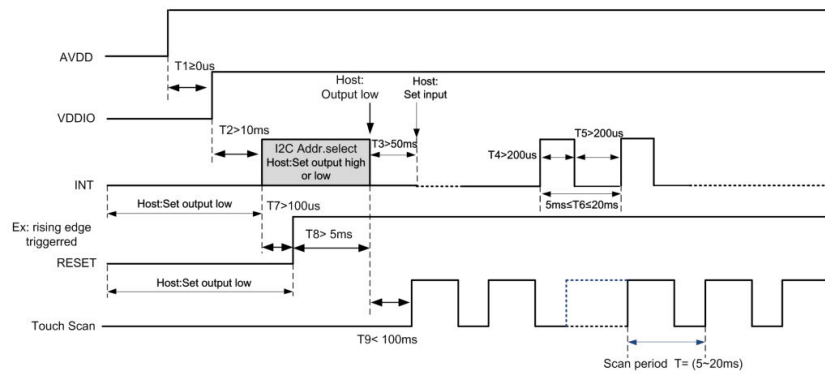 AVDD
T1≥0us
VDDIO
Host:
Output low
Host:
Set input
T2>10ms
I2C Addr.select
Host:Set output high
or low
T3>50ms
T4>200us
T5>200us
INT
Host:Set output low
T7>100us
5ms≤T6≤20ms
Ex: rising edge
triggerred
T8> 5ms
RESET
Host:Set output low
Touch Scan
T9< 100ms
Scan period T= (5~20ms)